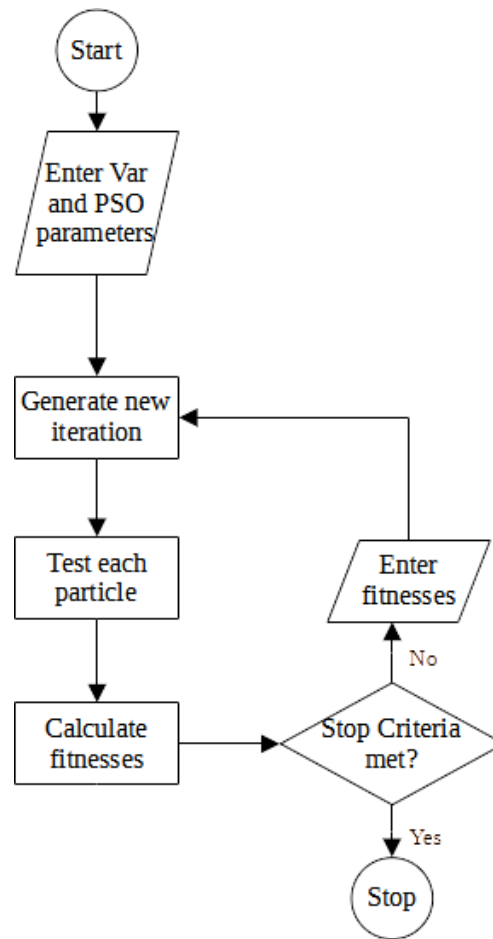 Start
Enter Var
and PSO
parameters
Generate new
iteration
Test each
particle
Calculate
fitnesses
Enter
fitnesses
No
Stop Criteria
met?
Yes
Stop